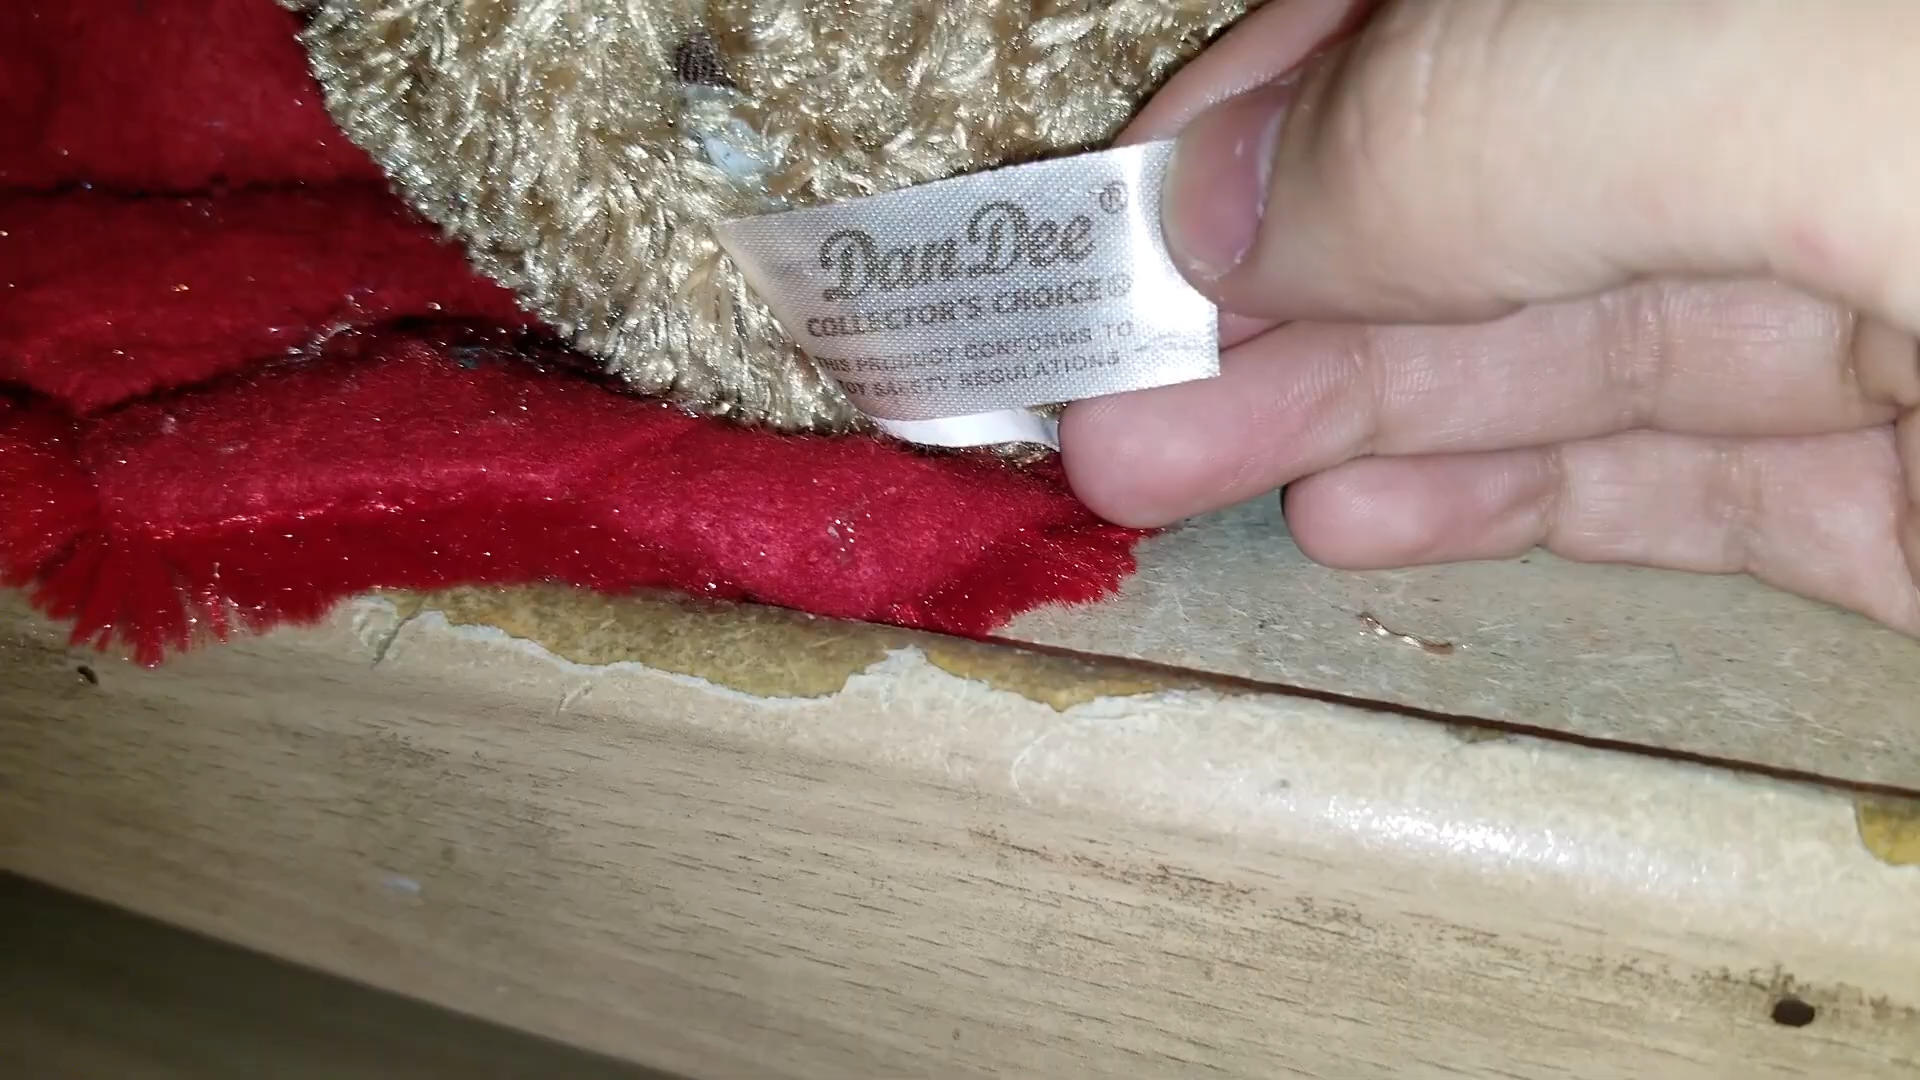 DanDee®
COLLECTOR'S CHOICE®
THIS PRODUCT CONFORMS TO
TOY SAFETY REGULATIONS